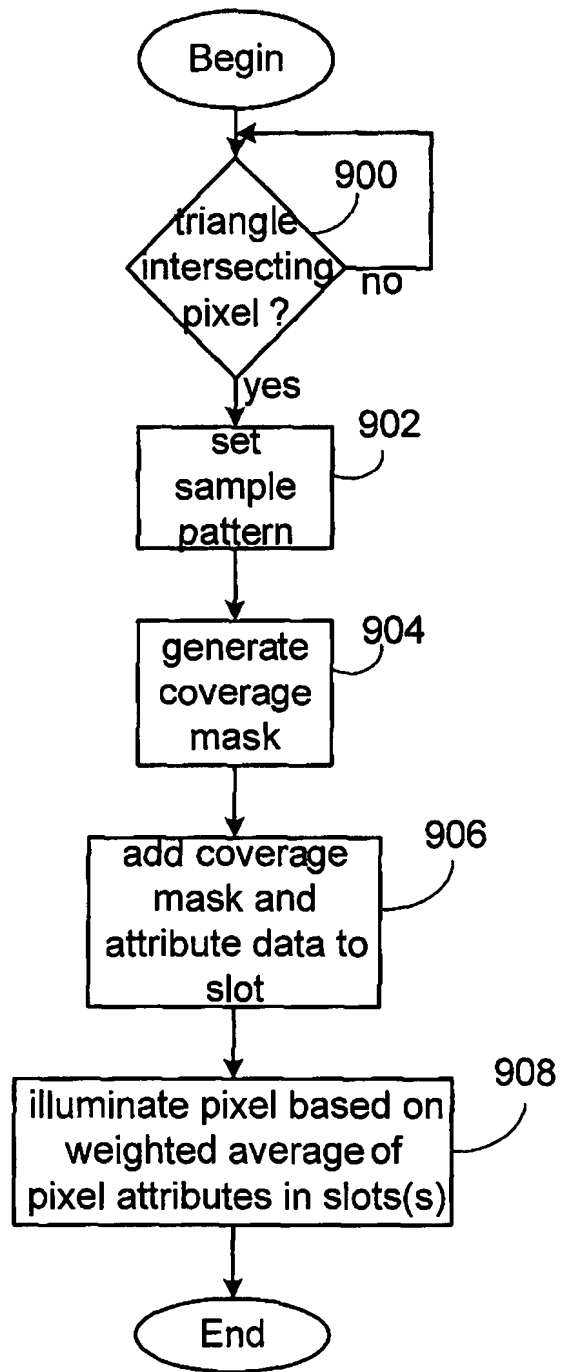 Begin
900
triangle
intersecting
pixel ?
no
yes
902
set
sample
pattern
904
generate
coverage
mask
906
add coverage
mask and
attribute data to
slot
908
illuminate pixel based on
weighted average of
pixel attributes in slots(s)
End